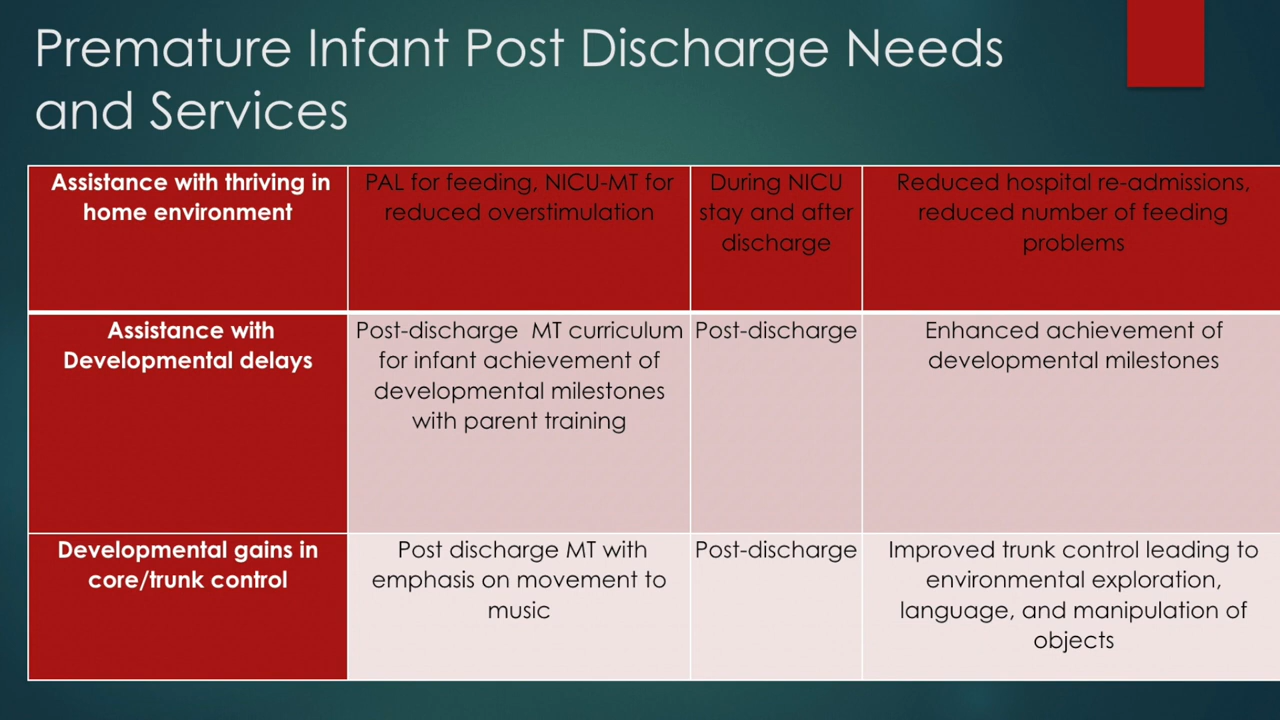 Premature Infant Post Discharge Needs
and Services
Assistance with thriving in
home environment
PAL for feeding, NICU-MT for
reduced overstimulation
During NICU
stay and after
discharge
Reduced hospital re-admissions,
reduced number of feeding
problems
Assistance with
Developmental delays
Post-discharge MT curriculum
for infant achievement of
developmental milestones
with parent training
Post-discharge
Enhanced achievement of
developmental milestones
Developmental gains in
core/trunk control
Post discharge MT with
emphasis on movement to
music
Post-discharge
Improved trunk control leading to
environmental exploration,
language, and manipulation of
objects